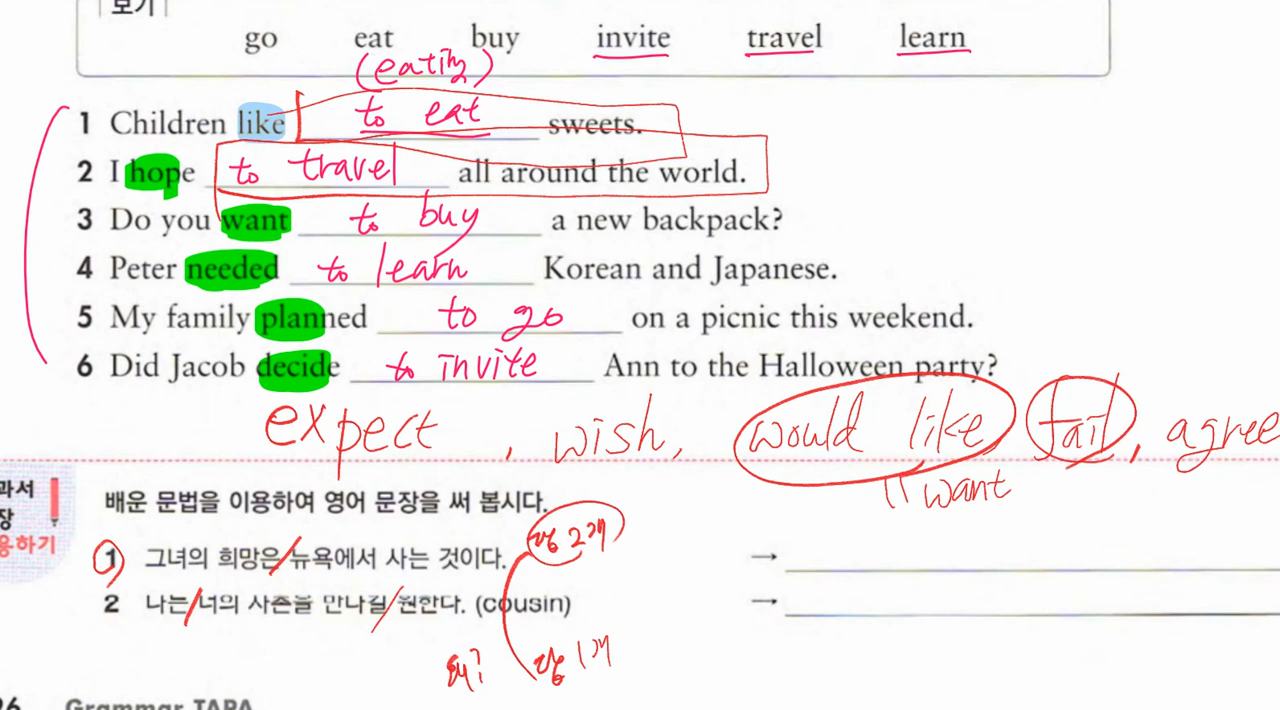 보기
go eat buy invite travel learn
(eating)
1 Children like to eat sweets.
2 I hope to travel all around the world.
3 Do you want to buy a new backpack?
4 Peter needed to learn Korean and Japanese.
5 My family planned to go on a picnic this weekend.
6 Did Jacob decide to invite Ann to the Halloween party?
expect, wish, would like, fail, agree
want
과서
장
용하기
배운 문법을 이용하여 영어 문장을 써 봅시다.
1 그녀의 희망은 뉴욕에서 사는 것이다. →
2 나는 너의 사촌을 만나길 원한다. (cousin) →
26 Grammar TAPA